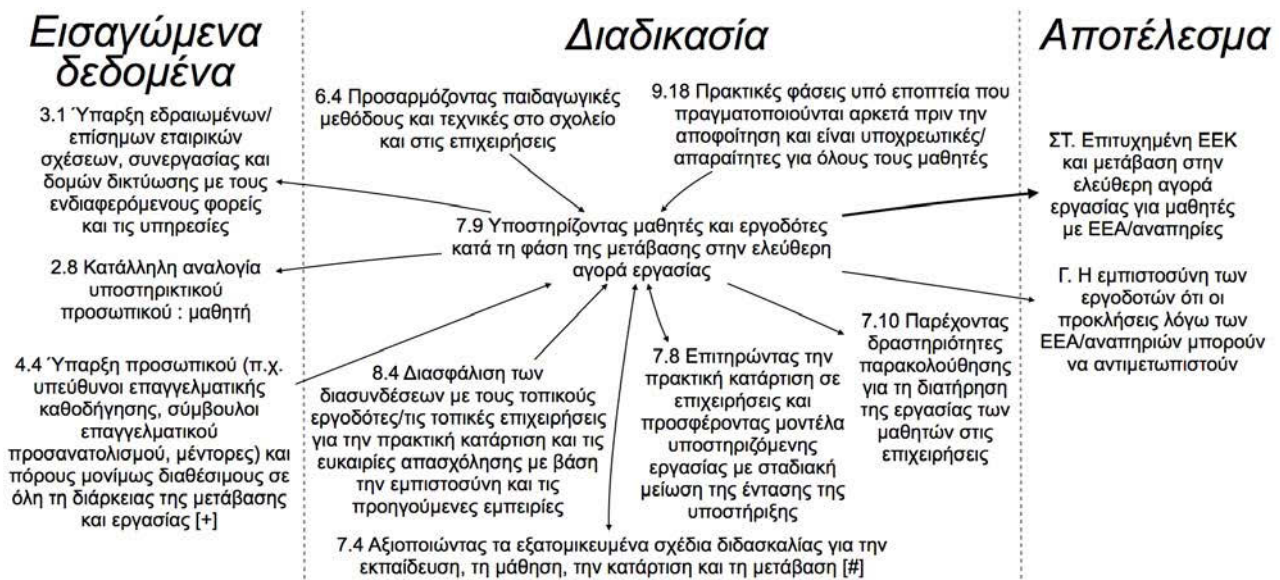 Εισαγώμενα
δεδομένα
3.1 Ύπαρξη εδραιωμένων/
επίσημων εταιρικών
σχέσεων, συνεργασίας και
δομών δικτύωσης με τους
ενδιαφερόμενους φορείς
και τις υπηρεσίες
2.8 Κατάλληλη αναλογία
υποστηρικτικού
προσωπικού : μαθητή
4.4 Ύπαρξη προσωπικού (π.χ.
υπεύθυνοι επαγγελματικής
καθοδήγησης, σύμβουλοι
επαγγελματικού
προσανατολισμού, μέντορες) και
πόρους μονίμως διαθέσιμους σε
όλη τη διάρκειας της μετάβασης
και εργασίας [+]
Διαδικασία
6.4 Προσαρμόζοντας παιδαγωγικές
μεθόδους και τεχνικές στο σχολείο
και στις επιχειρήσεις
9.18 Πρακτικές φάσεις υπό εποπτεία που
πραγματοποιούνται αρκετά πριν την
αποφοίτηση και είναι υποχρεωτικές/
απαραίτητες για όλους τους μαθητές
7.9 Υποστηρίζοντας μαθητές και εργοδότες
κατά τη φάση της μετάβασης στην ελεύθερη
αγορά εργασίας
8.4 Διασφάλιση των
διασυνδέσεων με τους τοπικούς
εργοδότες/τις τοπικές επιχειρήσεις
για την πρακτική κατάρτιση και τις
ευκαιρίες απασχόλησης με βάση
την εμπιστοσύνη και τις
προηγούμενες εμπειρίες
7.8 Επιτηρώντας την
πρακτική κατάρτιση σε
επιχειρήσεις και
προσφέροντας μοντέλα
υποστηριζόμενης
εργασίας με σταδιακή
μείωση της έντασης της
υποστήριξης
7.10 Παρέχοντας
δραστηριότητες
παρακολούθησης
για τη διατήρηση
της εργασίας των
μαθητών στις
επιχειρήσεις
7.4 Αξιοποιώντας τα εξατομικευμένα σχέδια διδασκαλίας για την
εκπαίδευση, τη μάθηση, την κατάρτιση και τη μετάβαση [#]
Αποτέλεσμα
ΣΤ. Επιτυχημένη ΕΕΚ
και μετάβαση στην
ελεύθερη αγορά
εργασίας για μαθητές
με ΕΕΑ/αναπηρίες
Γ. Η εμπιστοσύνη των
εργοδοτών ότι οι
προκλήσεις λόγω των
ΕΕΑ/αναπηριών μπορούν
να αντιμετωπιστούν